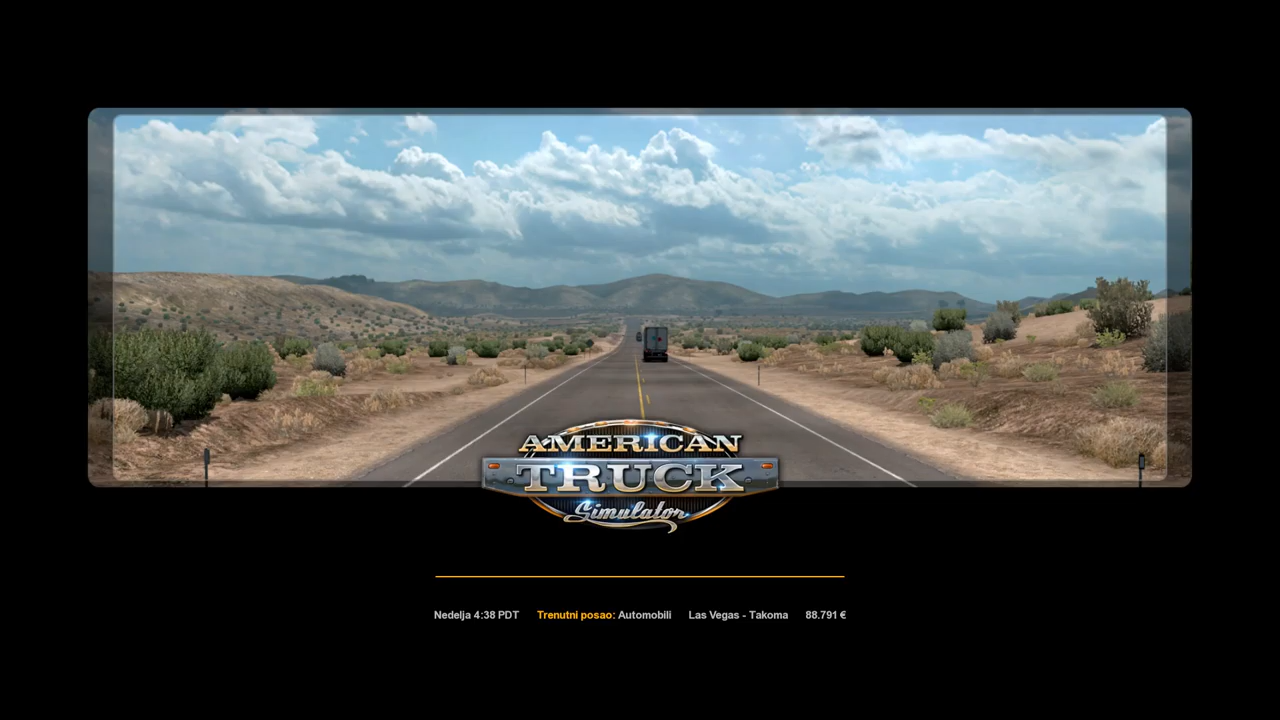 AMERICAN
TRUCK
Simulator
Nedelja 4:38 PDT Trenutni posao: Automobili Las Vegas - Takoma 88.791 €